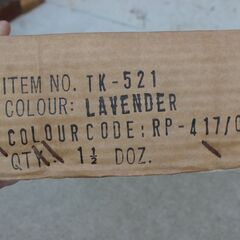 ITEM NO. TK-521
COLOUR: LAVENDER
COLOUR CODE: RP-417/
QTY. 1½ DOZ.